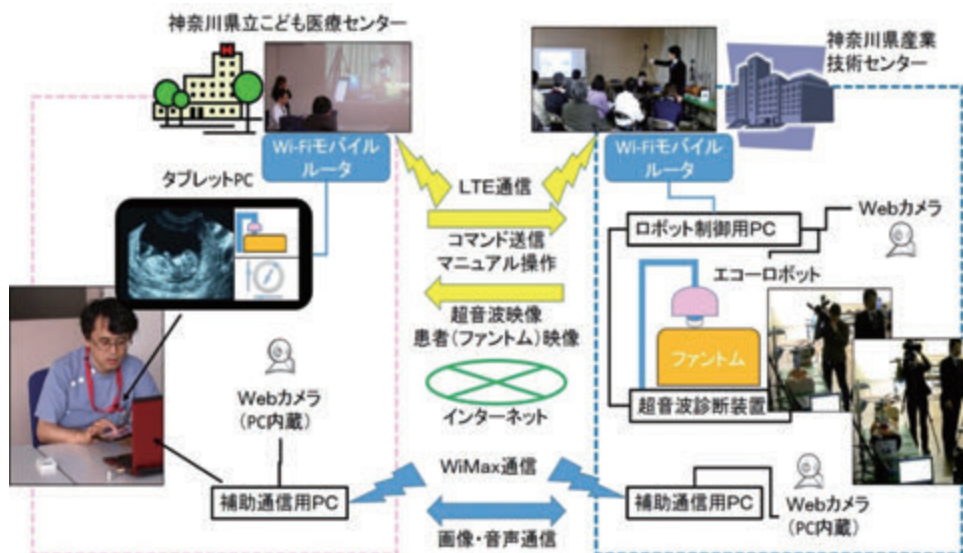 神奈川県立こども医療センター
H
神奈川県産業
技術センター
Wi-Fiモバイル
ルータ
Wi-Fiモバイル
ルータ
タブレットPC
LTE通信
コマンド送信
マニュアル操作
超音波映像
患者(ファントム)映像
インターネット
ロボット制御用PC
Webカメラ
エコーロボット
ファントム
超音波診断装置
Webカメラ
(PC内蔵)
補助通信用PC
WiMax通信
画像・音声通信
補助通信用PC
Webカメラ
(PC内蔵)